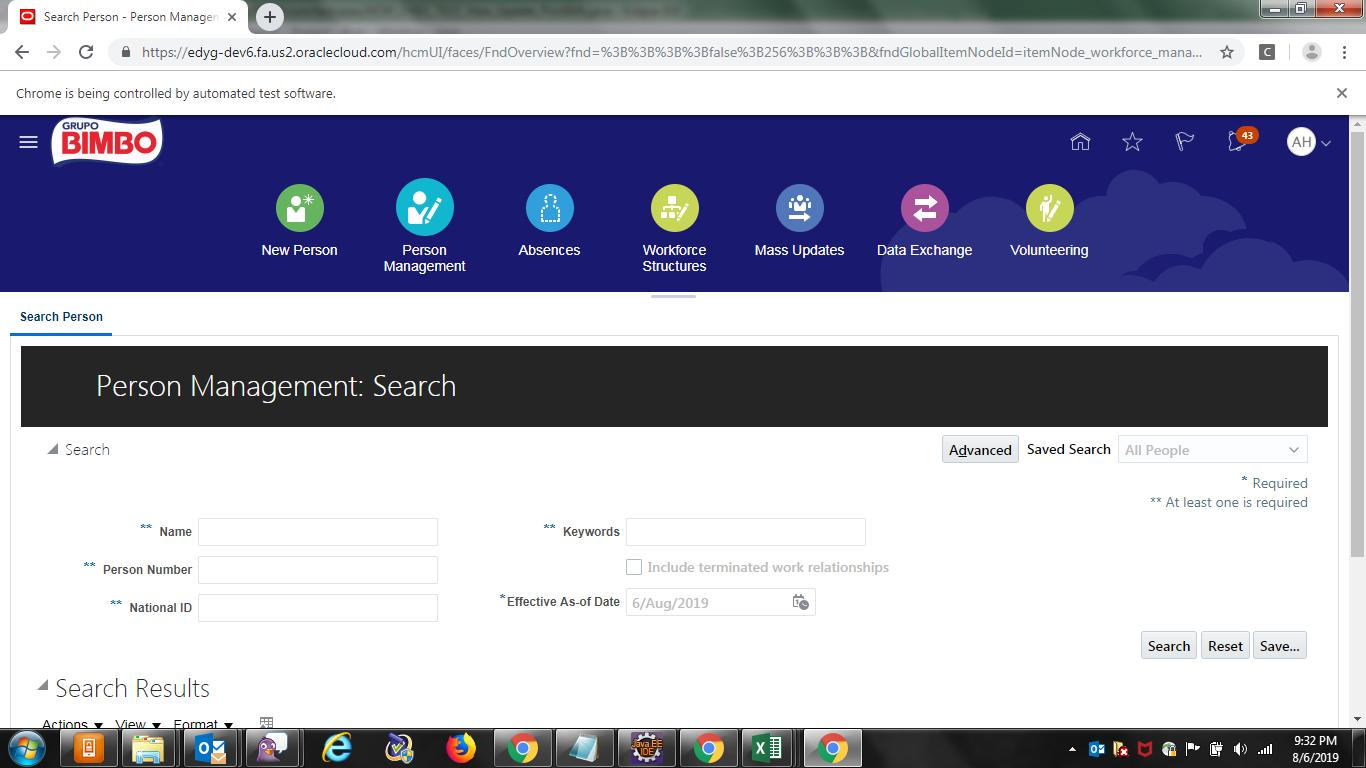 Search Person - Person Managem
https://edyg-dev6.fa.us2.oraclecloud.com/hcmUI/faces/FndOverview?fnd=%3B%3B%3B%3Bfalse%3B256%3B%3B%3B&fndGlobalItemNodeId=itemNode_workforce_mana...
C
Chrome is being controlled by automated test software.
GRUPO
BIMBO
43
AH
New Person
Person Management
Absences
Workforce Structures
Mass Updates
Data Exchange
Volunteering
Search Person
Person Management: Search
Search
Advanced Saved Search All People
* Required
** At least one is required
** Name
** Keywords
** Person Number
Include terminated work relationships
** National ID
*Effective As-of Date 6/Aug/2019
Search Reset Save...
Search Results
Actions View Format
Java EE
IDE
9:32 PM
8/6/2019